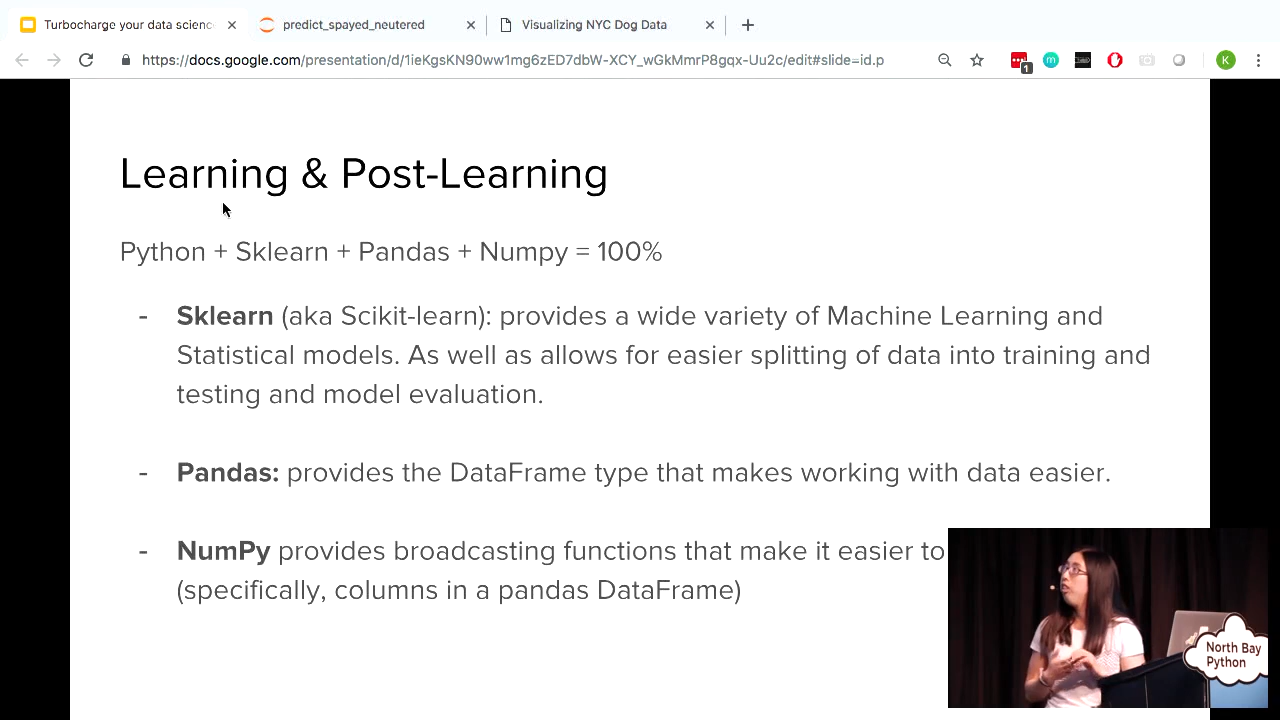 Turbocharge your data scienc
predict_spayed_neutered
Visualizing NYC Dog Data
https://docs.google.com/presentation/d/1ieKgsKN90ww1mg6zED7dbW-XCY_wGkMmrP8gqx-Uu2c/edit#slide=id.p
1
m
K
Learning & Post-Learning
Python + Sklearn + Pandas + Numpy = 100%
- Sklearn (aka Scikit-learn): provides a wide variety of Machine Learning and
Statistical models. As well as allows for easier splitting of data into training and
testing and model evaluation.
- Pandas: provides the DataFrame type that makes working with data easier.
- NumPy provides broadcasting functions that make it easier to
(specifically, columns in a pandas DataFrame)
North Bay
Python